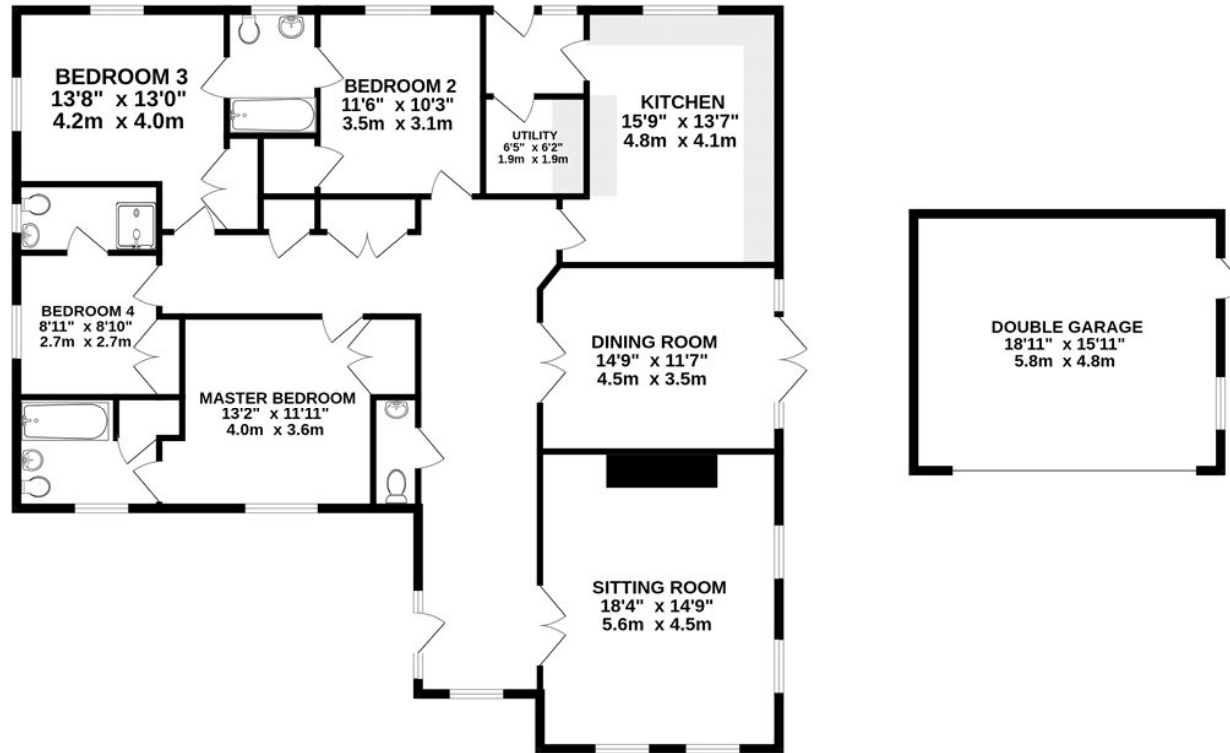 BEDROOM 3
13'8" x 13'0"
4.2m x 4.0m
BEDROOM 2
11'6" x 10'3"
3.5m x 3.1m
UTILITY
6'5" x 6'2"
1.9m x 1.9m
KITCHEN
15'9" x 13'7"
4.8m x 4.1m
BEDROOM 4
8'11" x 8'10"
2.7m x 2.7m
MASTER BEDROOM
13'2" x 11'11"
4.0m x 3.6m
DINING ROOM
14'9" x 11'7"
4.5m x 3.5m
DOUBLE GARAGE
18'11" x 15'11"
5.8m x 4.8m
SITTING ROOM
18'4" x 14'9"
5.6m x 4.5m